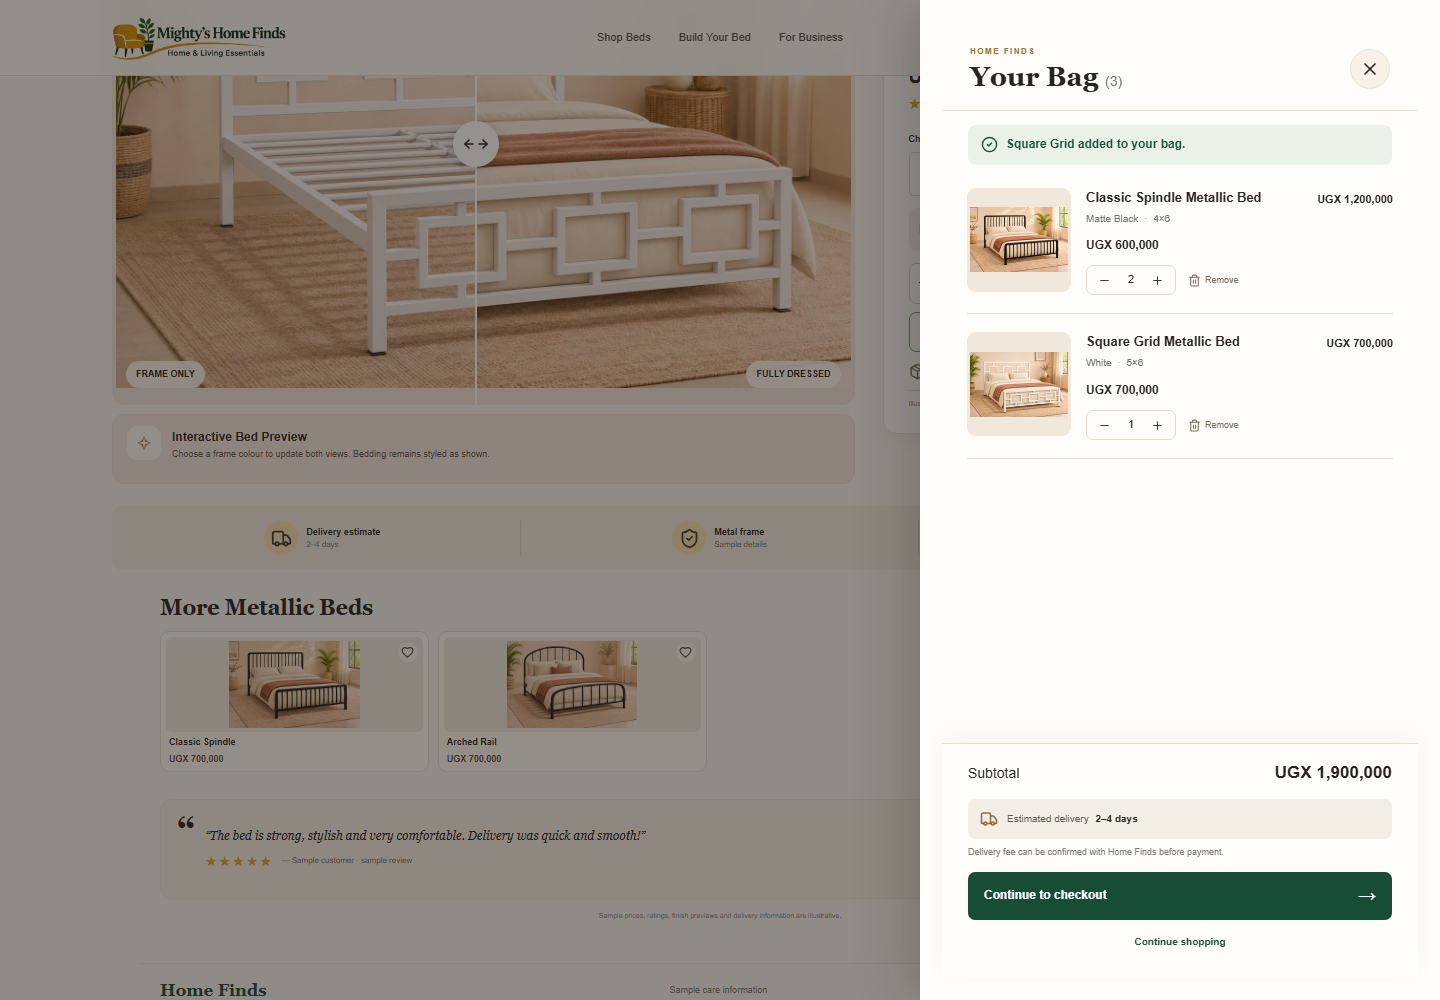 Mighty's Home Finds
Home & Living Essentials
Shop Beds
Build Your Bed
For Business
FRAME ONLY
FULLY DRESSED
Interactive Bed Preview
Choose a frame colour to update both views. Bedding remains styled as shown.
Delivery estimate
2–4 days
Metal frame
Sample details
More Metallic Beds
Classic Spindle
UGX 700,000
Arched Rail
UGX 700,000
“The bed is strong, stylish and very comfortable. Delivery was quick and smooth!”
★★★★★ — Sample customer · sample review
Sample prices, ratings, finish previews and delivery information are illustrative.
Home Finds
Sample care information
HOME FINDS
Your Bag (3)
Square Grid added to your bag.
Classic Spindle Metallic Bed
UGX 1,200,000
Matte Black · 4×6
UGX 600,000
− 2 +
Remove
Square Grid Metallic Bed
UGX 700,000
White · 5×6
UGX 700,000
− 1 +
Remove
Subtotal
UGX 1,900,000
Estimated delivery 2–4 days
Delivery fee can be confirmed with Home Finds before payment.
Continue to checkout →
Continue shopping